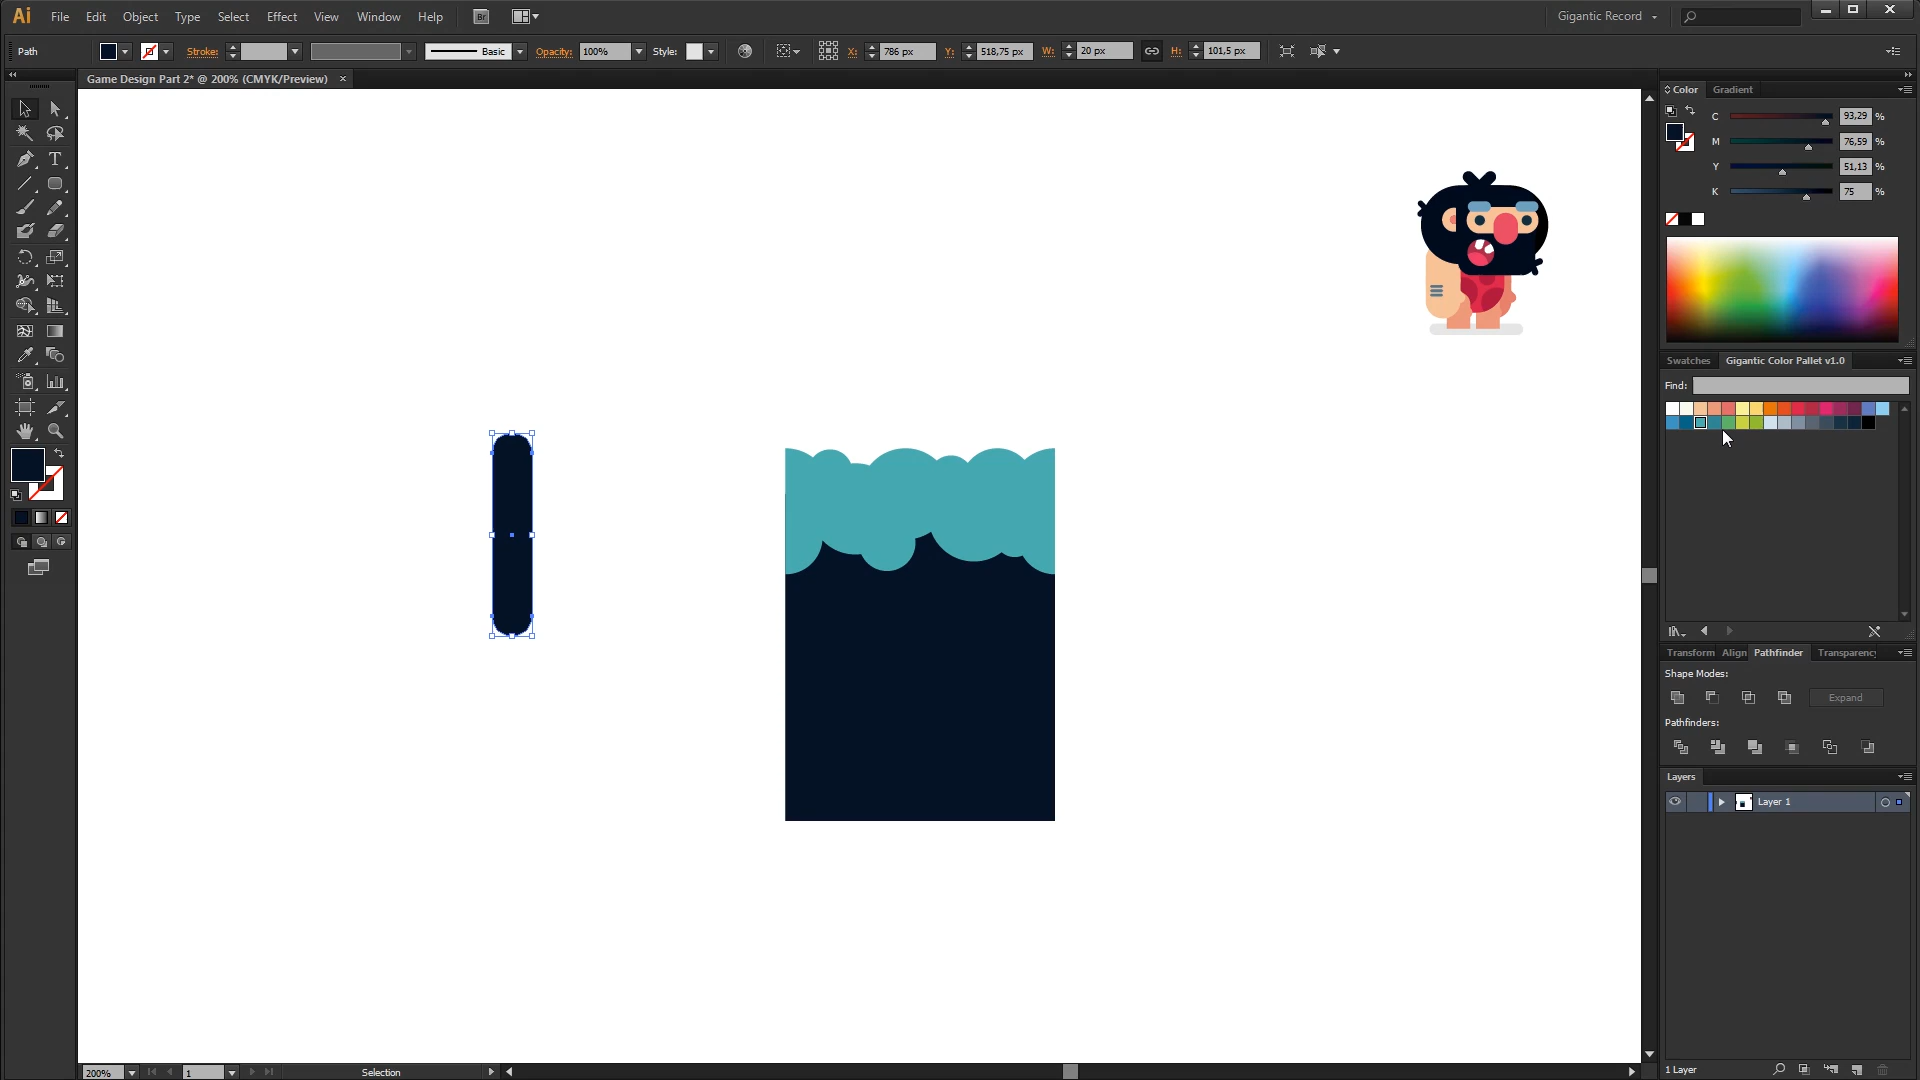 Ai File Edit Object Type Select Effect View Window Help Br Gigantic Record
Path Stroke: Basic Opacity: 100% Style: X: 786 px Y: 518,75 px W: 20 px H: 101,5 px
Game Design Part 2* @ 200% (CMYK/Preview)
Color Gradient
C 93,29 %
M 76,59 %
Y 51,13 %
K 75 %
Swatches Gigantic Color Pallet v1.0
Find:
Transform Align Pathfinder Transparency
Shape Modes:
Expand
Pathfinders:
Layers
Layer 1
1 Layer
200% 1 Selection